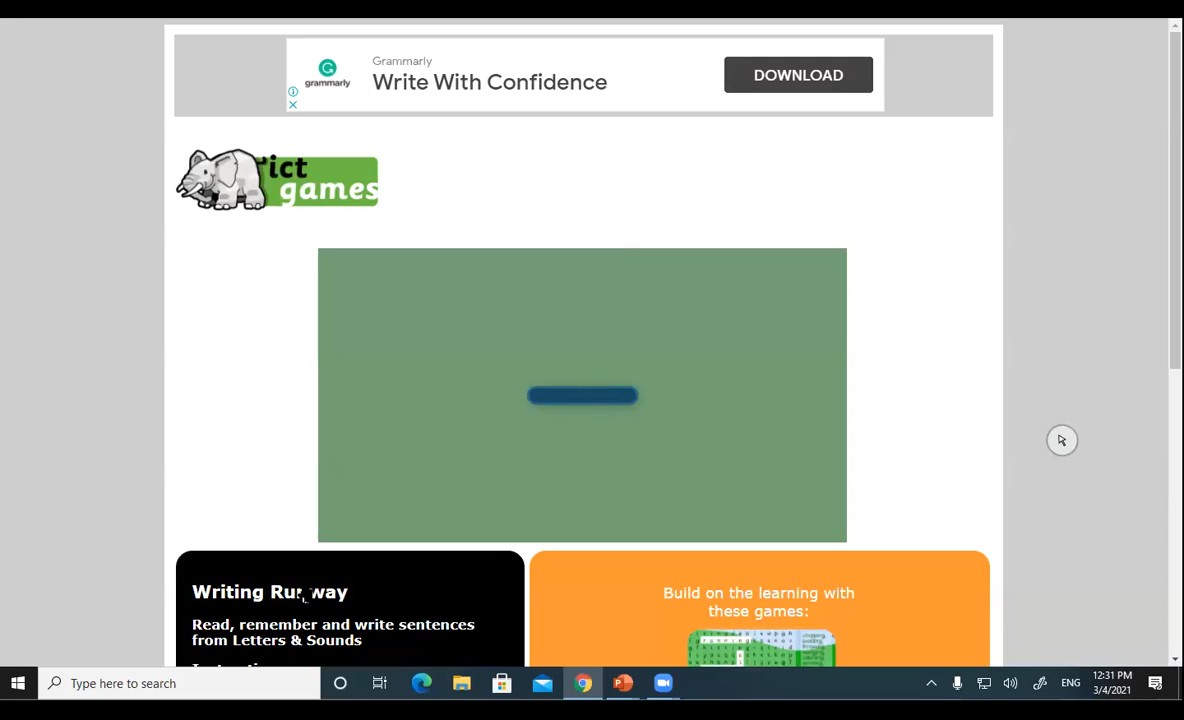 Grammarly
grammarly
Write With Confidence
DOWNLOAD
ict
games
Writing Runway
Read, remember and write sentences
from Letters & Sounds
Build on the learning with
these games:
Type here to search
ENG
12:31 PM
3/4/2021